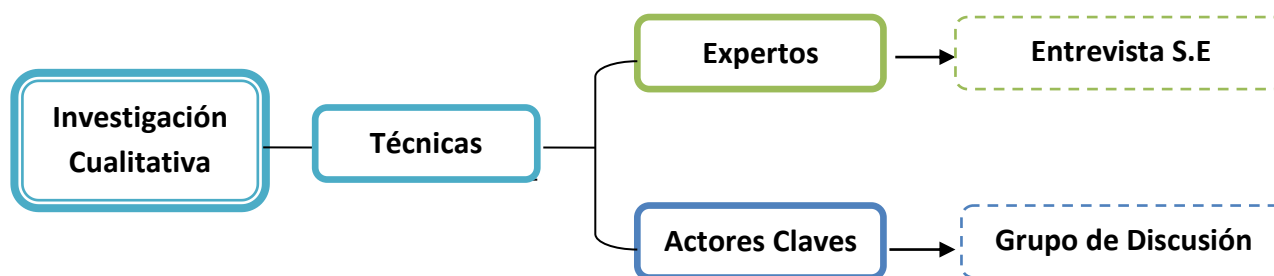 Expertos
Entrevista S.E
Investigación
Cualitativa
Técnicas
Actores Claves
Grupo de Discusión